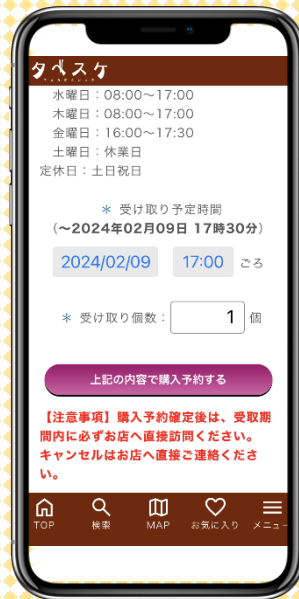 タベスケ
水曜日：08:00〜17:00
木曜日：08:00〜17:00
金曜日：16:00〜17:30
土曜日：休業日
定休日：土日祝日
＊ 受け取り予定時間
（〜2024年02月09日 17時30分）
2024/02/09 17:00 ごろ
＊ 受け取り個数： 1 個
上記の内容で購入予約する
【注意事項】購入予約確定後は、受取期
間内に必ずお店へ直接訪問ください。
キャンセルはお店へ直接ご連絡くださ
い。
TOP 検索 MAP お気に入り メニュー